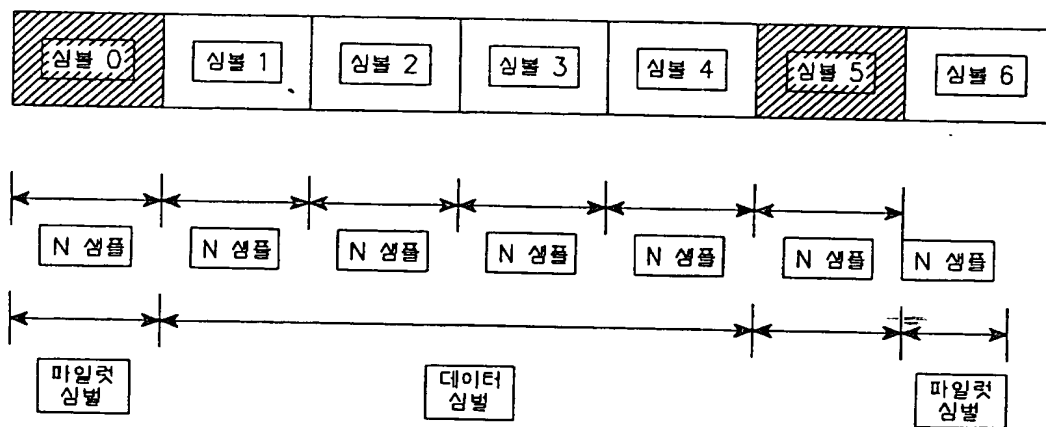 심볼 0
심볼 1
심볼 2
심볼 3
심볼 4
심볼 5
심볼 6
N 샘플
N 샘플
N 샘플
N 샘플
N 샘플
N 샘플
N 샘플
파일럿
심벌
데이터
심벌
파일럿
심벌